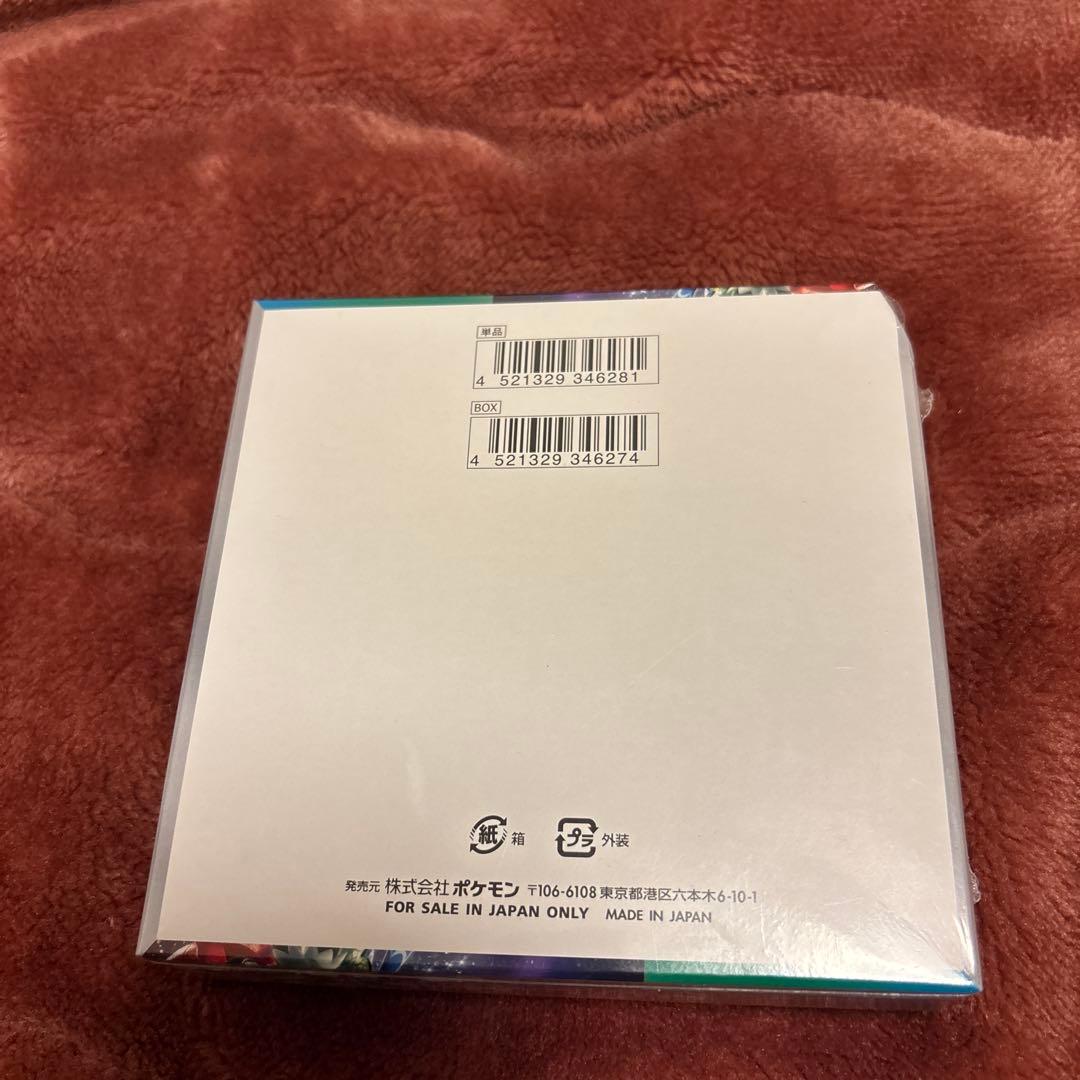 単品
4 521329 346281
BOX
4 521329 346274
紙 箱 プラ 外装
発売元 株式会社 ポケモン 〒106-6108 東京都港区六本木6-10-1
FOR SALE IN JAPAN ONLY MADE IN JAPAN